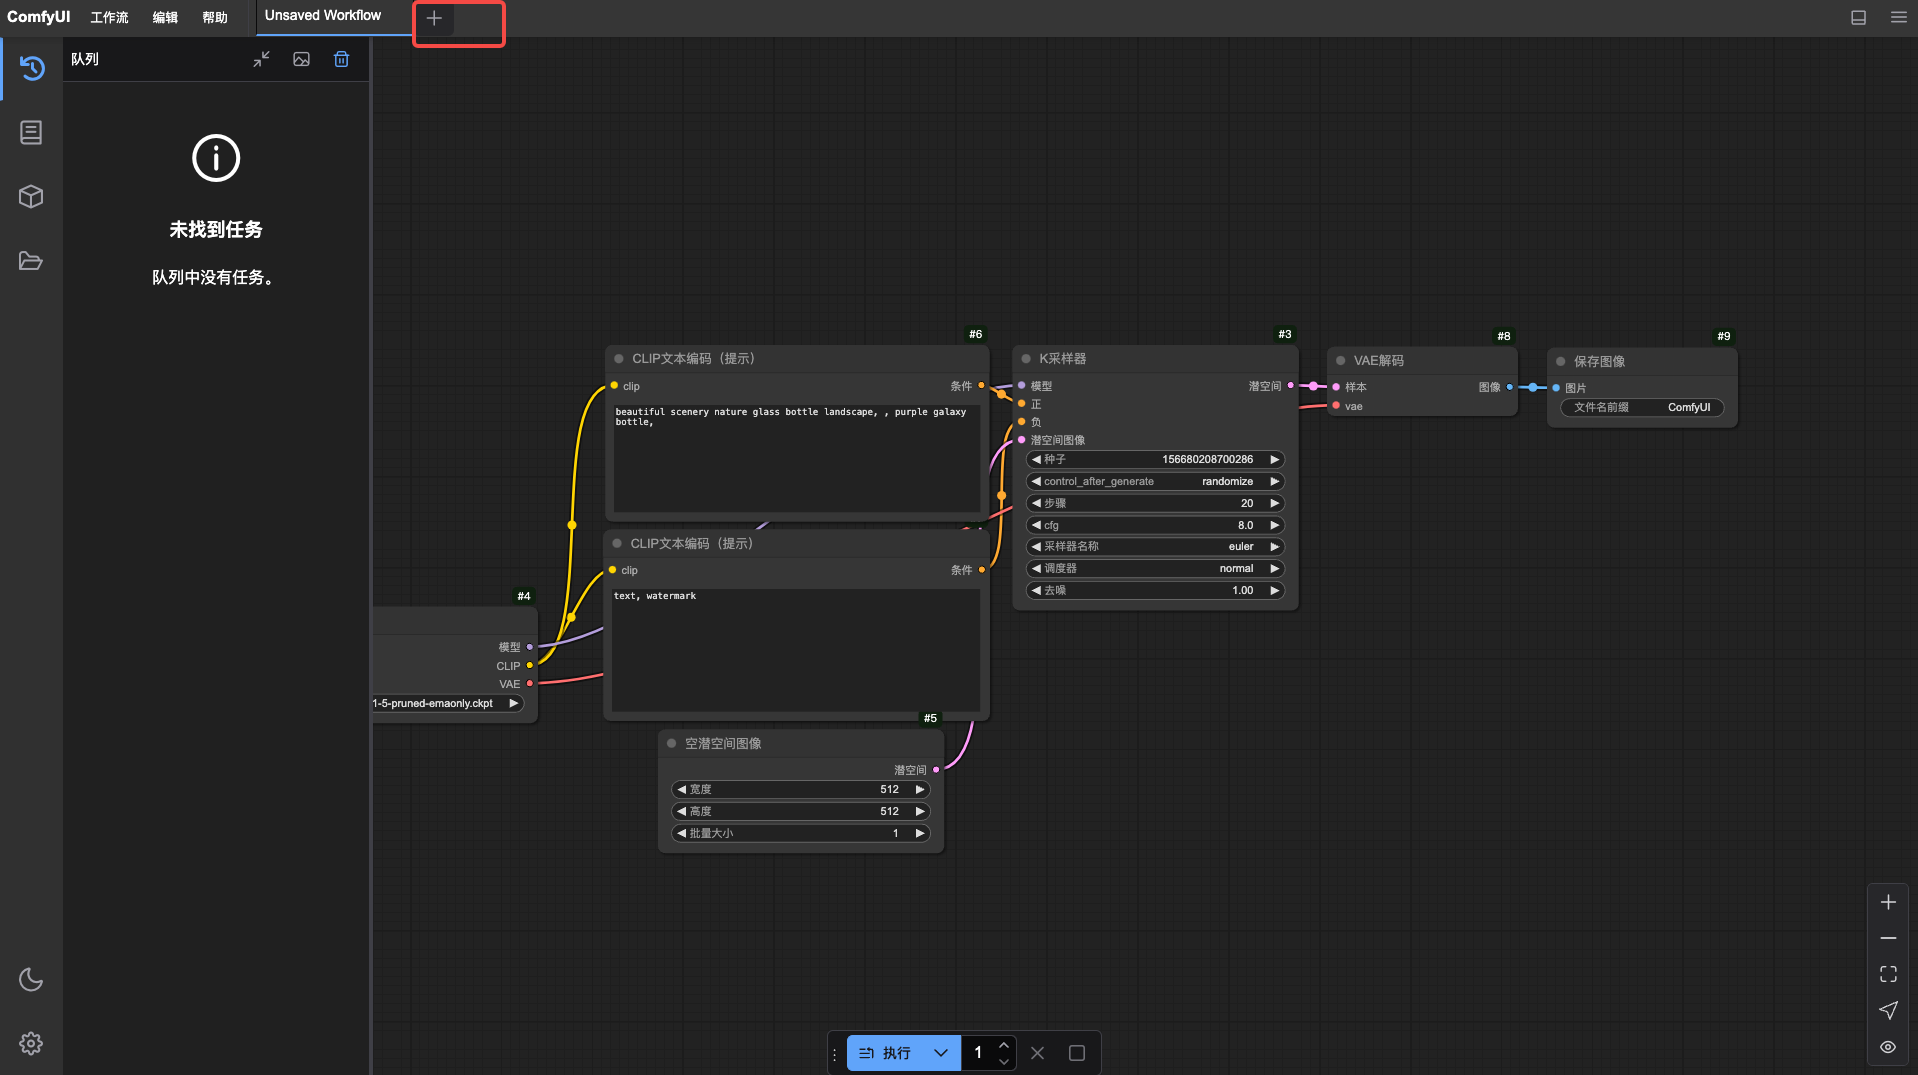 ComfyUI 工作流 编辑 帮助 Unsaved Workflow
队列
未找到任务
队列中没有任务。
#4
模型
CLIP
VAE
1-5-pruned-emaonly.ckpt
#6
CLIP文本编码（提示）
clip 条件
beautiful scenery nature glass bottle landscape, , purple galaxy
bottle,
CLIP文本编码（提示）
clip 条件
text, watermark
#5
空潜空间图像
潜空间
宽度 512
高度 512
批量大小 1
#3
K采样器
模型 潜空间
正
负
潜空间图像
种子 156680208700286
control_after_generate randomize
步骤 20
cfg 8.0
采样器名称 euler
调度器 normal
去噪 1.00
#8
VAE解码
样本 图像
vae
#9
保存图像
图片
文件名前缀 ComfyUI
执行 1